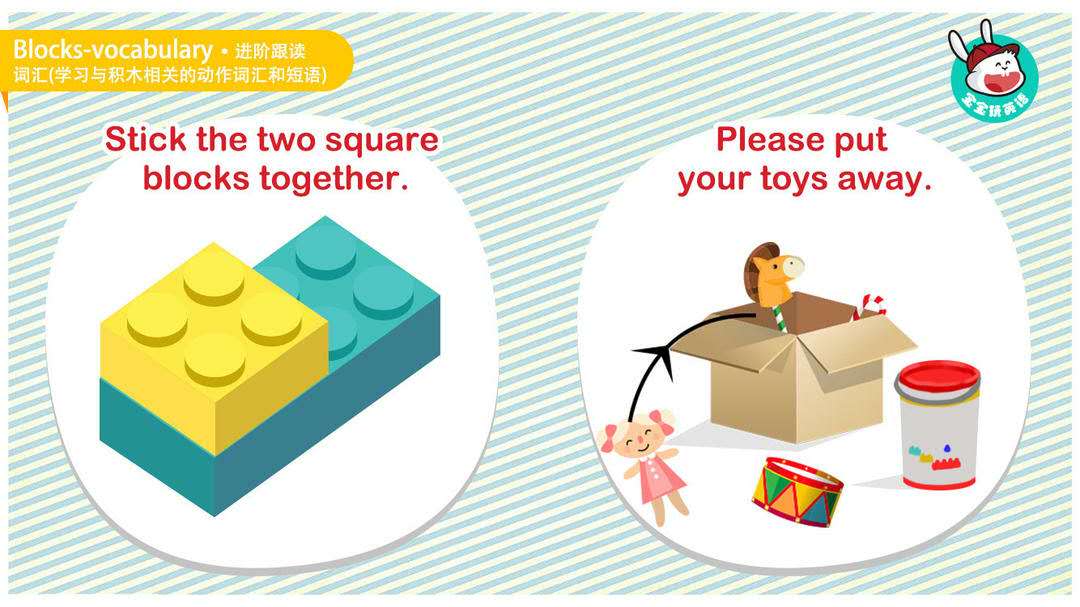 Blocks-vocabulary • 进阶跟读
词汇(学习与积木相关的动作词汇和短语)
宝宝玩英语
Stick the two square
blocks together.
Please put
your toys away.